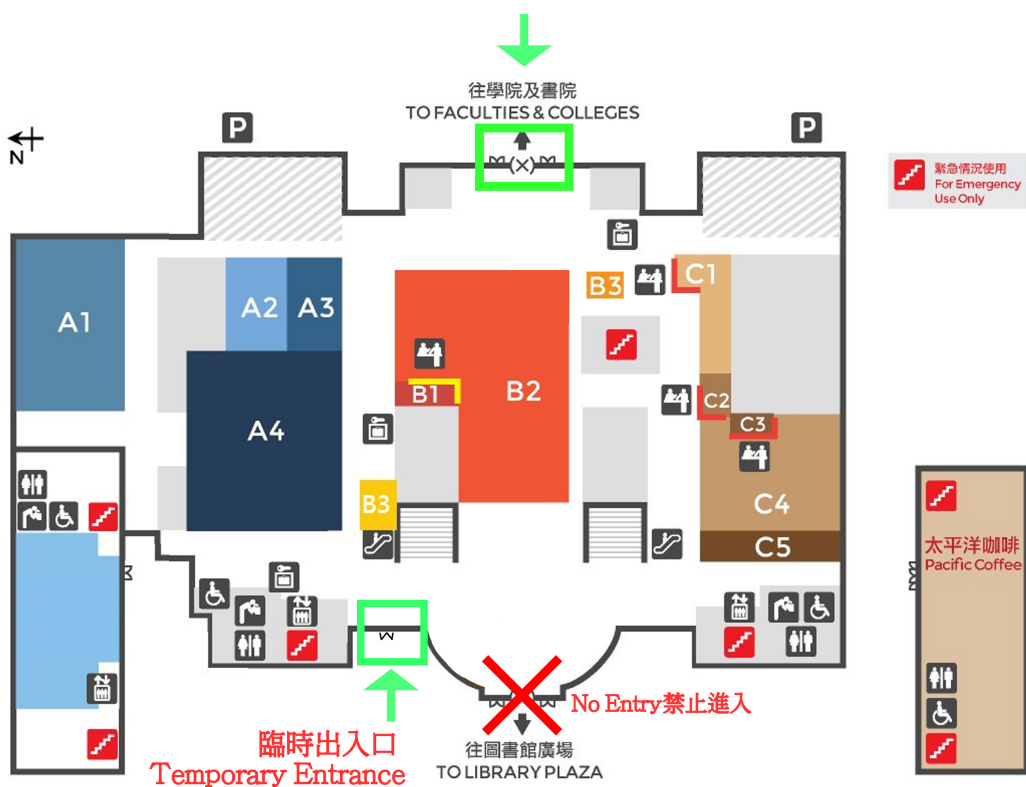 往學院及書院
TO FACULTIES & COLLEGES
P
P
N
緊急情況使用
For Emergency
Use Only
A1
A2
A3
A4
B1
B2
B3
B3
C1
C2
C3
C4
C5
太平洋咖啡
Pacific Coffee
No Entry禁止進入
臨時出入口
Temporary Entrance
往圖書館廣場
TO LIBRARY PLAZA